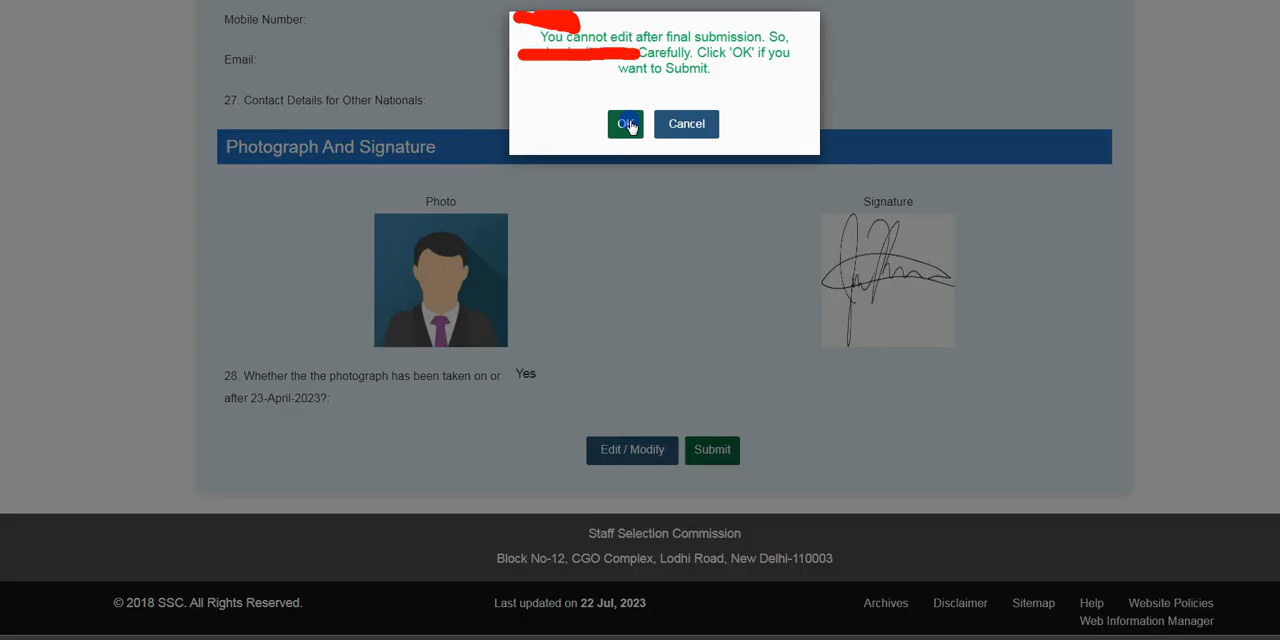 Mobile Number:
You cannot edit after final submission. So,
Carefully. Click 'OK' if you
want to Submit.
Email:
27. Contact Details for Other Nationals:
OK
Cancel
Photograph And Signature
Photo
Signature
28. Whether the the photograph has been taken on or
after 23-April-2023?:
Yes
Edit / Modify
Submit
Staff Selection Commission
Block No-12, CGO Complex, Lodhi Road, New Delhi-110003
© 2018 SSC. All Rights Reserved.
Last updated on 22 Jul, 2023
Archives
Disclaimer
Sitemap
Help
Website Policies
Web Information Manager